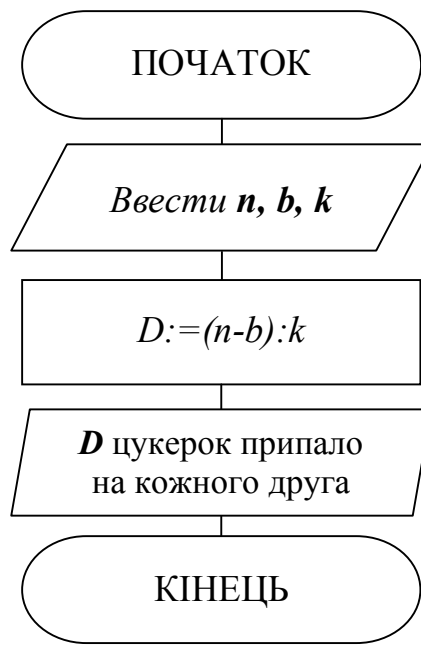 ПОЧАТОК
Ввести n, b, k
D:=(n-b):k
D цукерок припало
на кожного друга
КІНЕЦЬ